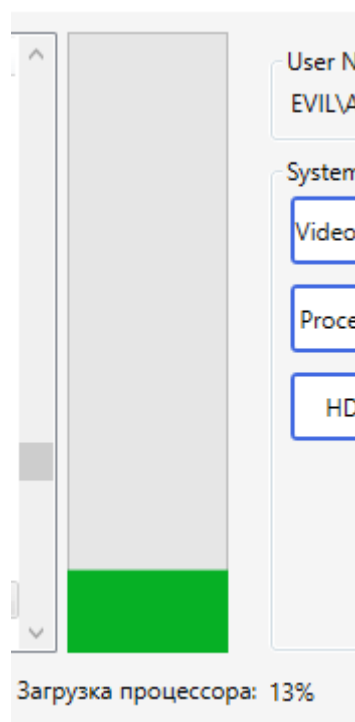 User N
EVIL\A
System
Video
Proce
HD
Загрузка процессора: 13%